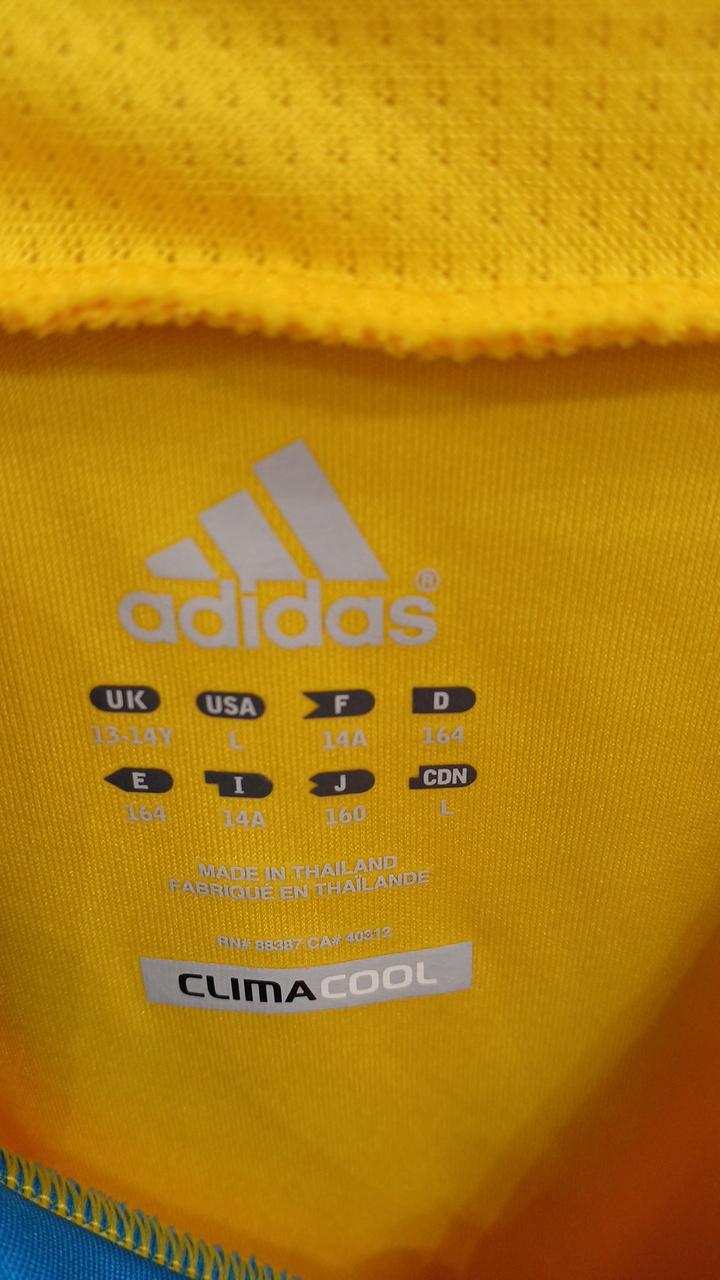 adidas®
UK USA F D
13-14Y L 14A 164
E I J CDN
164 14A 160 L
MADE IN THAILAND
FABRIQUÉ EN THAÏLANDE
RN# 88387 CA# 40312
CLIMACOOL